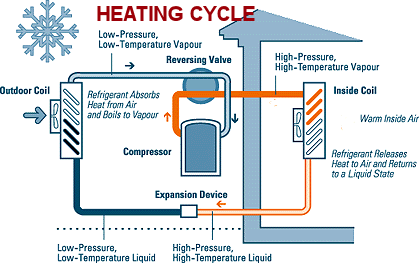 HEATING CYCLE
Low-Pressure,
Low-Temperature Vapour
Reversing Valve
High-Pressure,
High-Temperature Vapour
Outdoor Coil
Refrigerant Absorbs
Heat from Air
and Boils to Vapour
Inside Coil
Warm Inside Air
Compressor
Refrigerant Releases
Heat to Air and Returns
to a Liquid State
Expansion Device
Low-Pressure,
Low-Temperature Liquid
High-Pressure,
High-Temperature Liquid